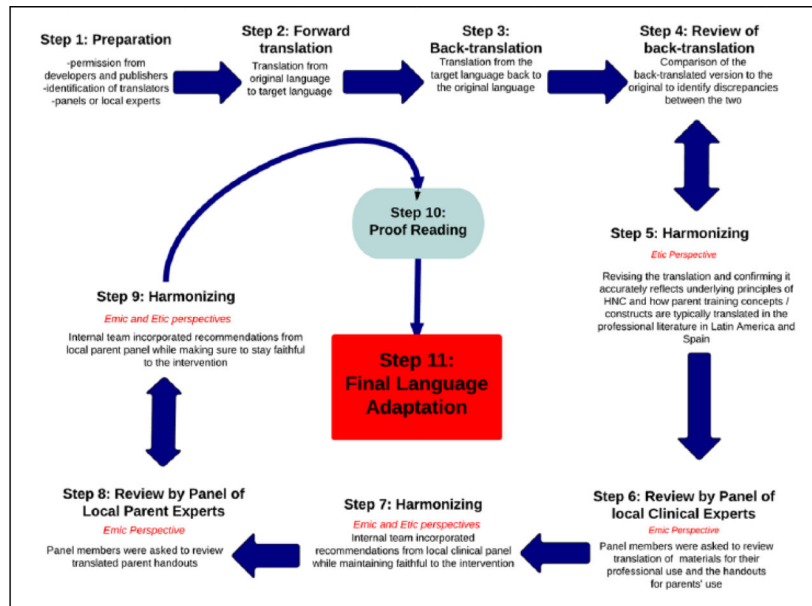 Step 1: Preparation
-permission from
developers and publishers
-identification of translators
-panels or local experts
Step 2: Forward
translation
Translation from
original language
to target language
Step 3:
Back-translation
Translation from the
target language back to
the original language
Step 4: Review of
back-translation
Comparison of the
back-translated version to the
original to identify discrepancies
between the two
Step 5: Harmonizing
Etic Perspective
Revising the translation and confirming it
accurately reflects underlying principles of
HNC and how parent training concepts /
constructs are typically translated in the
professional literature in Latin America and
Spain
Step 6: Review by Panel of
local Clinical Experts
Emic Perspective
Panel members were asked to review
translation of materials for their
professional use and the handouts
for parents' use
Step 7: Harmonizing
Emic and Etic perspectives
Internal team incorporated
recommendations from local clinical panel
while maintaining faithful to the intervention
Step 8: Review by Panel of
Local Parent Experts
Emic Perspective
Panel members were asked to review
translated parent handouts
Step 9: Harmonizing
Emic and Etic perspectives
Internal team incorporated recommendations from
local parent panel while making sure to stay faithful
to the intervention
Step 10:
Proof Reading
Step 11:
Final Language
Adaptation